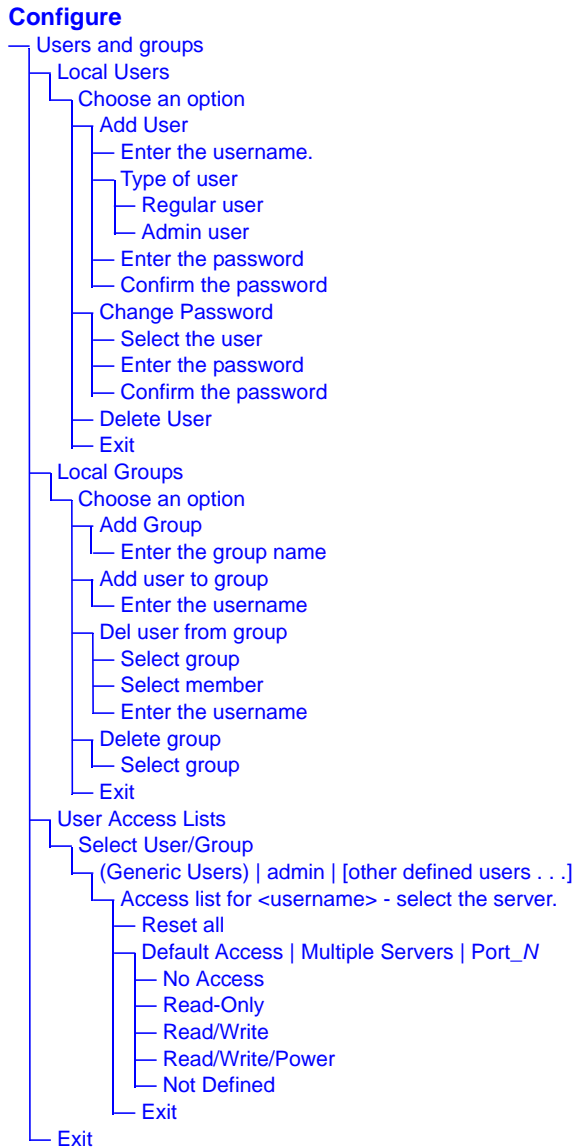 Configure
Users and groups
Local Users
Choose an option
Add User
Enter the username.
Type of user
Regular user
Admin user
Enter the password
Confirm the password
Change Password
Select the user
Enter the password
Confirm the password
Delete User
Exit
Local Groups
Choose an option
Add Group
Enter the group name
Add user to group
Enter the username
Del user from group
Select group
Select member
Enter the username
Delete group
Select group
Exit
User Access Lists
Select User/Group
(Generic Users) | admin | [other defined users . . .]
Access list for <username> - select the server.
Reset all
Default Access | Multiple Servers | Port_N
No Access
Read-Only
Read/Write
Read/Write/Power
Not Defined
Exit
Exit